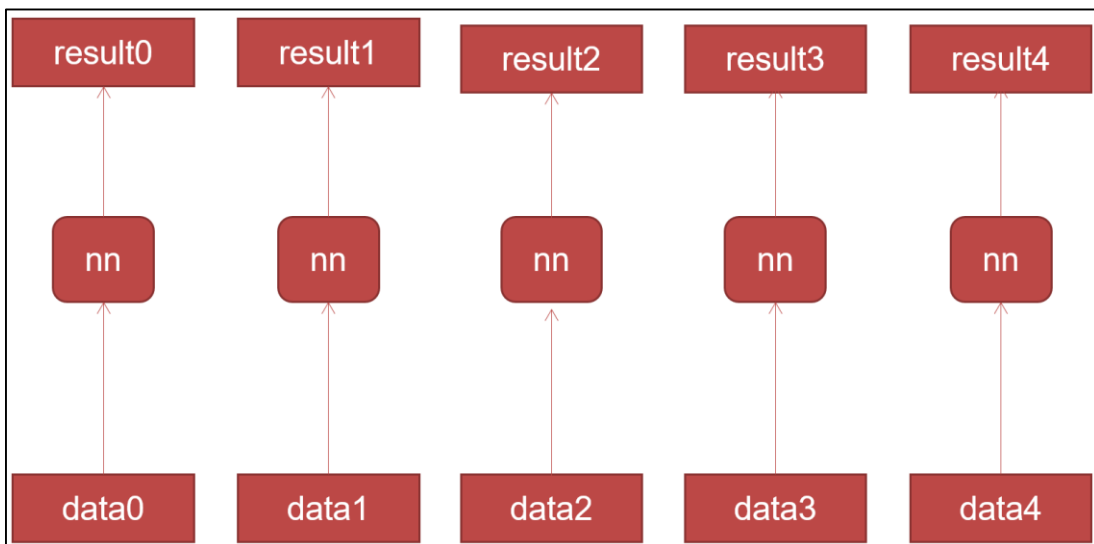 result0 result1 result2 result3 result4
nn nn nn nn nn
data0 data1 data2 data3 data4